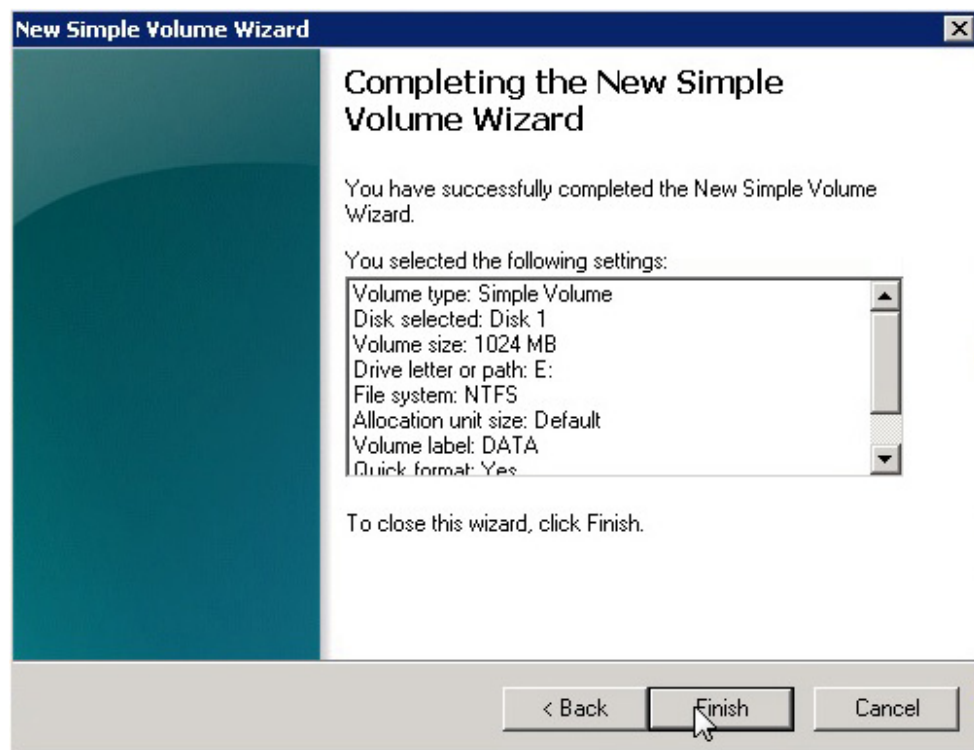 New Simple Volume Wizard
Completing the New Simple
Volume Wizard
You have successfully completed the New Simple Volume
Wizard.
You selected the following settings:
Volume type: Simple Volume
Disk selected: Disk 1
Volume size: 1024 MB
Drive letter or path: E:
File system: NTFS
Allocation unit size: Default
Volume label: DATA
Quick format: Yes
To close this wizard, click Finish.
< Back
Finish
Cancel